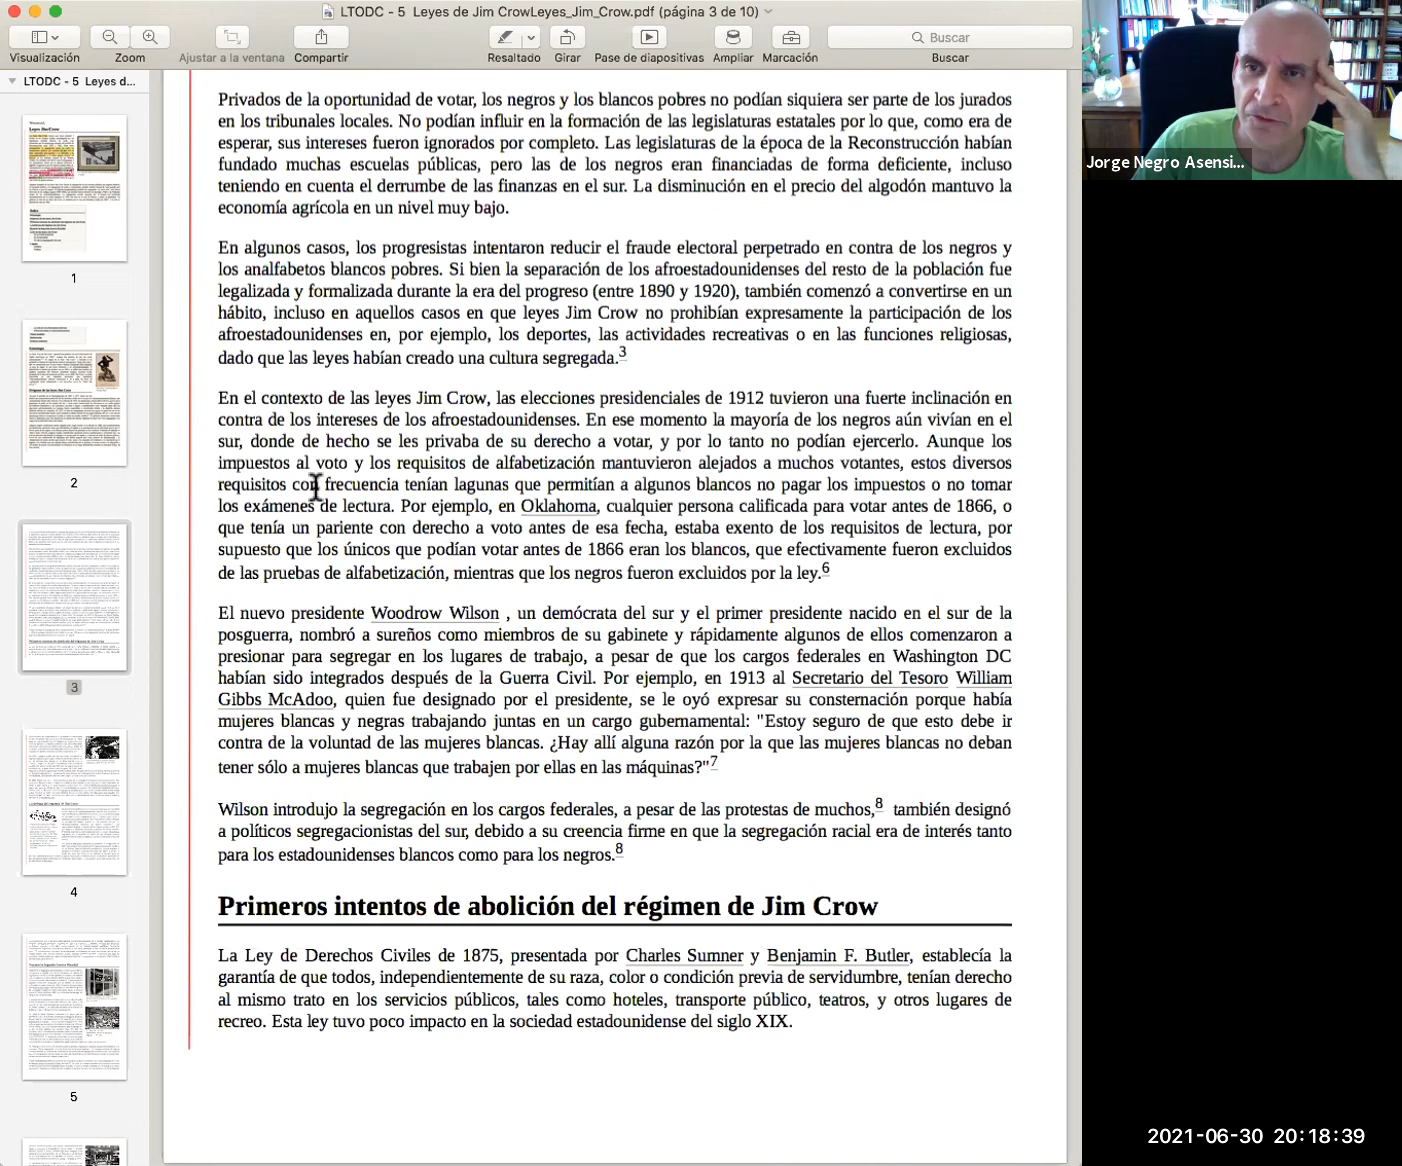 LTODC - 5 Leyes de Jim CrowLeyes_Jim_Crow.pdf (página 3 de 10)
Visualización
Zoom
Ajustar a la ventana
Compartir
Resaltado
Girar
Pase de diapositivas
Ampliar
Marcación
Buscar
Buscar
LTODC - 5 Leyes d...
1
2
3
4
5
Privados de la oportunidad de votar, los negros y los blancos pobres no podían siquiera ser parte de los jurados
en los tribunales locales. No podían influir en la formación de las legislaturas estatales por lo que, como era de
esperar, sus intereses fueron ignorados por completo. Las legislaturas de la época de la Reconstrucción habían
fundado muchas escuelas públicas, pero las de los negros eran financiadas de forma deficiente, incluso
teniendo en cuenta el derrumbe de las finanzas en el sur. La disminución en el precio del algodón mantuvo la
economía agrícola en un nivel muy bajo.
En algunos casos, los progresistas intentaron reducir el fraude electoral perpetrado en contra de los negros y
los analfabetos blancos pobres. Si bien la separación de los afroestadounidenses del resto de la población fue
legalizada y formalizada durante la era del progreso (entre 1890 y 1920), también comenzó a convertirse en un
hábito, incluso en aquellos casos en que leyes Jim Crow no prohibían expresamente la participación de los
afroestadounidenses en, por ejemplo, los deportes, las actividades recreativas o en las funciones religiosas,
dado que las leyes habían creado una cultura segregada.3
En el contexto de las leyes Jim Crow, las elecciones presidenciales de 1912 tuvieron una fuerte inclinación en
contra de los intereses de los afroestadounidenses. En ese momento la mayoría de los negros aún vivían en el
sur, donde de hecho se les privaba de su derecho a votar, y por lo tanto no podían ejercerlo. Aunque los
impuestos al voto y los requisitos de alfabetización mantuvieron alejados a muchos votantes, estos diversos
requisitos con frecuencia tenían lagunas que permitían a algunos blancos no pagar los impuestos o no tomar
los exámenes de lectura. Por ejemplo, en Oklahoma, cualquier persona calificada para votar antes de 1866, o
que tenía un pariente con derecho a voto antes de esa fecha, estaba exento de los requisitos de lectura, por
supuesto que los únicos que podían votar antes de 1866 eran los blancos, que efectivamente fueron excluidos
de las pruebas de alfabetización, mientras que los negros fueron excluidos por la ley.6
El nuevo presidente Woodrow Wilson , un demócrata del sur y el primer presidente nacido en el sur de la
posguerra, nombró a sureños como miembros de su gabinete y rápidamente algunos de ellos comenzaron a
presionar para segregar en los lugares de trabajo, a pesar de que los cargos federales en Washington DC
habían sido integrados después de la Guerra Civil. Por ejemplo, en 1913 al Secretario del Tesoro William
Gibbs McAdoo, quien fue designado por el presidente, se le oyó expresar su consternación porque había
mujeres blancas y negras trabajando juntas en un cargo gubernamental: "Estoy seguro de que esto debe ir
contra de la voluntad de las mujeres blancas. ¿Hay allí alguna razón por la que las mujeres blancas no deban
tener sólo a mujeres blancas que trabajen por ellas en las máquinas?"7
Wilson introdujo la segregación en los cargos federales, a pesar de las protestas de muchos,8 también designó
a políticos segregacionistas del sur, debido a su creencia firme en que la segregación racial era de interés tanto
para los estadounidenses blancos como para los negros.8
Primeros intentos de abolición del régimen de Jim Crow
La Ley de Derechos Civiles de 1875, presentada por Charles Sumner y Benjamin F. Butler, establecía la
garantía de que todos, independientemente de su raza, color o condición previa de servidumbre, tenían derecho
al mismo trato en los servicios públicos, tales como hoteles, transporte público, teatros, y otros lugares de
recreo. Esta ley tuvo poco impacto en la sociedad estadounidense del siglo XIX.
Jorge Negro Asensi...
2021-06-30 20:18:39